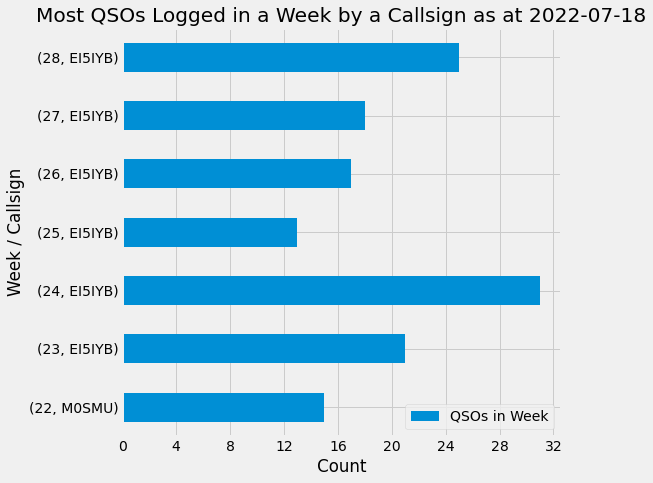 Most QSOs Logged in a Week by a Callsign as at 2022-07-18
(28, EI5IYB)
(27, EI5IYB)
(26, EI5IYB)
(25, EI5IYB)
(24, EI5IYB)
(23, EI5IYB)
(22, M0SMU)
Week / Callsign
QSOs in Week
0 4 8 12 16 20 24 28 32
Count